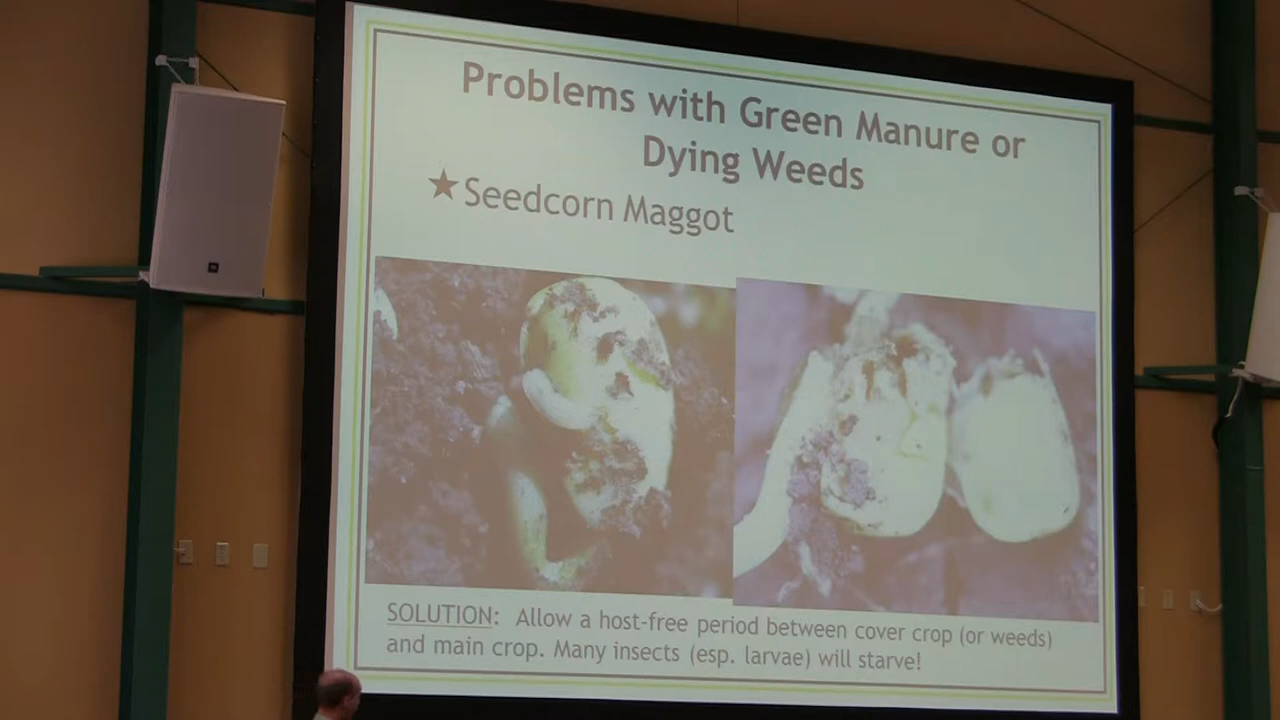 Problems with Green Manure or
Dying Weeds
★Seedcorn Maggot
SOLUTION: Allow a host-free period between cover crop (or weeds)
and main crop. Many insects (esp. larvae) will starve!